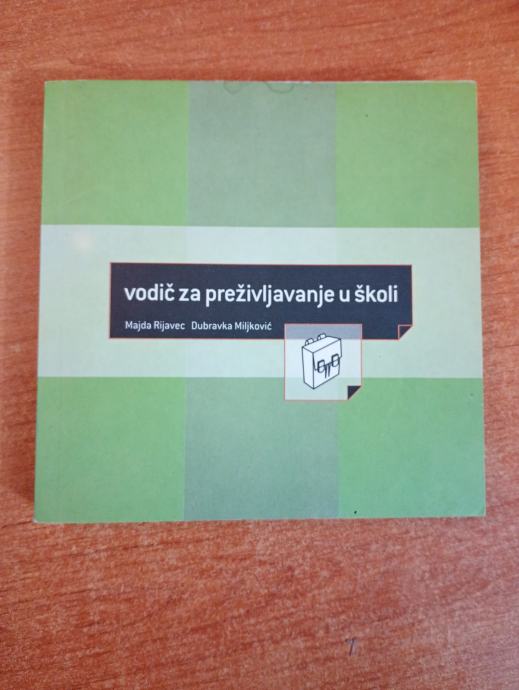 vodič za preživljavanje u školi
Majda Rijavec Dubravka Miljković